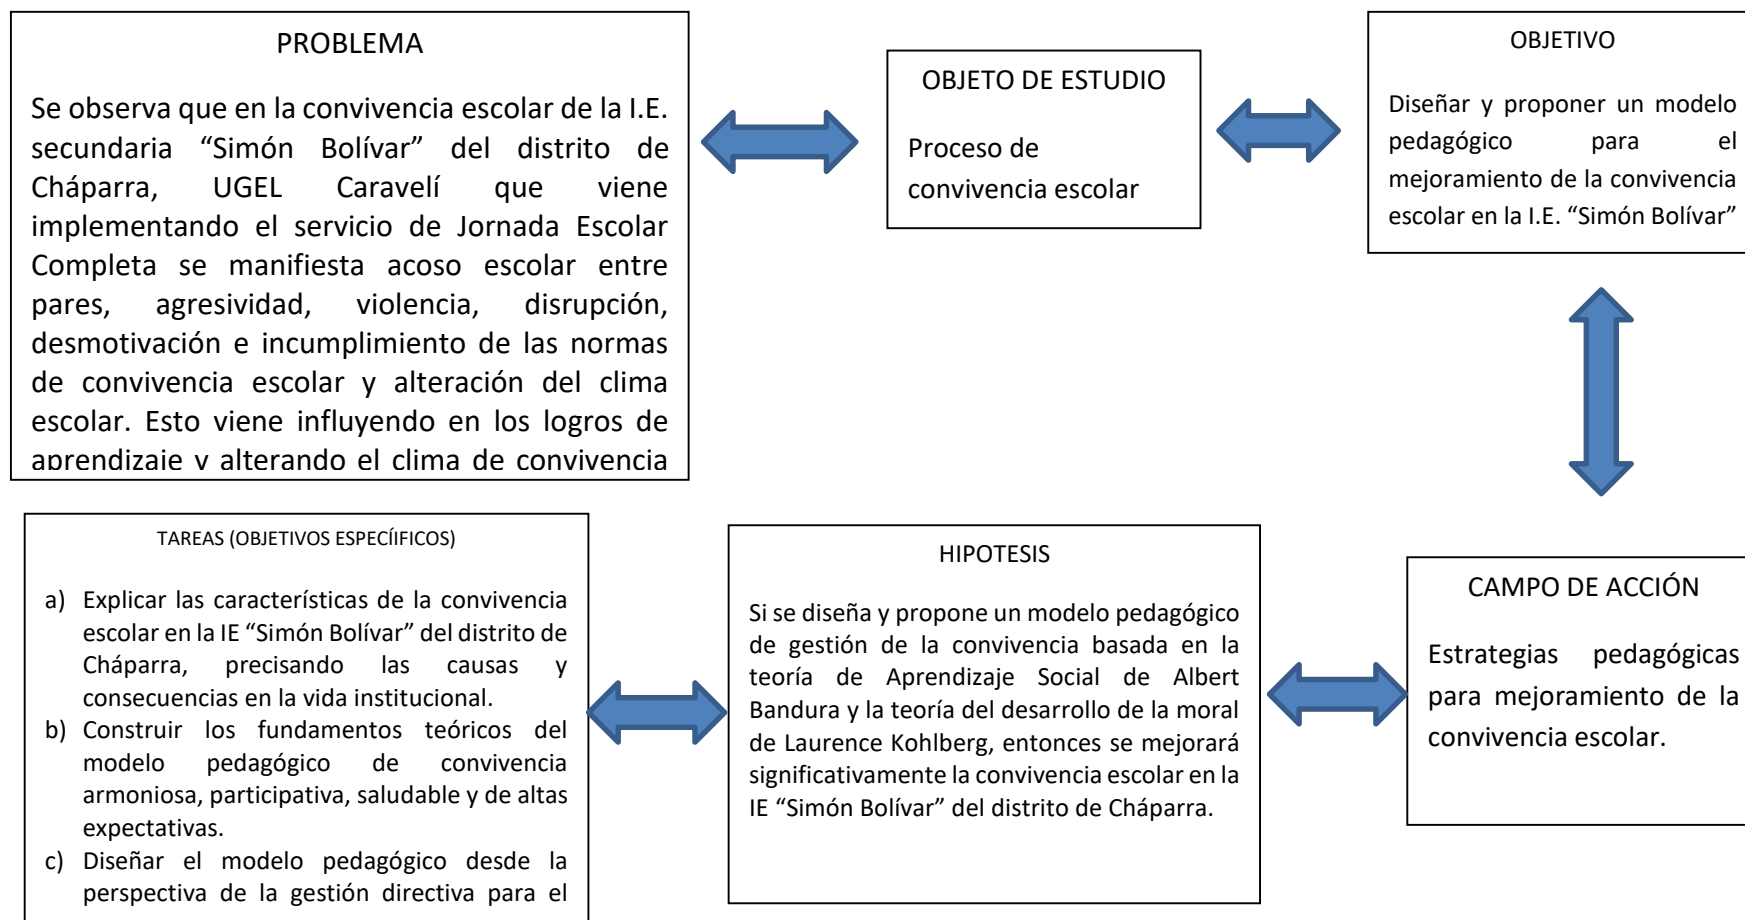 PROBLEMA
Se observa que en la convivencia escolar de la I.E.
secundaria “Simón Bolívar” del distrito de
Cháparra, UGEL Caravelí que viene
implementando el servicio de Jornada Escolar
Completa se manifiesta acoso escolar entre
pares, agresividad, violencia, disrupción,
desmotivación e incumplimiento de las normas
de convivencia escolar y alteración del clima
escolar. Esto viene influyendo en los logros de
aprendizaje y alterando el clima de convivencia
OBJETO DE ESTUDIO
Proceso de
convivencia escolar
OBJETIVO
Diseñar y proponer un modelo
pedagógico para el
mejoramiento de la convivencia
escolar en la I.E. “Simón Bolívar”
TAREAS (OBJETIVOS ESPECÍIFICOS)
a) Explicar las características de la convivencia
escolar en la IE “Simón Bolívar” del distrito de
Cháparra, precisando las causas y
consecuencias en la vida institucional.
b) Construir los fundamentos teóricos del
modelo pedagógico de convivencia
armoniosa, participativa, saludable y de altas
expectativas.
c) Diseñar el modelo pedagógico desde la
perspectiva de la gestión directiva para el
HIPOTESIS
Si se diseña y propone un modelo pedagógico
de gestión de la convivencia basada en la
teoría de Aprendizaje Social de Albert
Bandura y la teoría del desarrollo de la moral
de Laurence Kohlberg, entonces se mejorará
significativamente la convivencia escolar en la
IE “Simón Bolívar” del distrito de Cháparra.
CAMPO DE ACCIÓN
Estrategias pedagógicas
para mejoramiento de la
convivencia escolar.